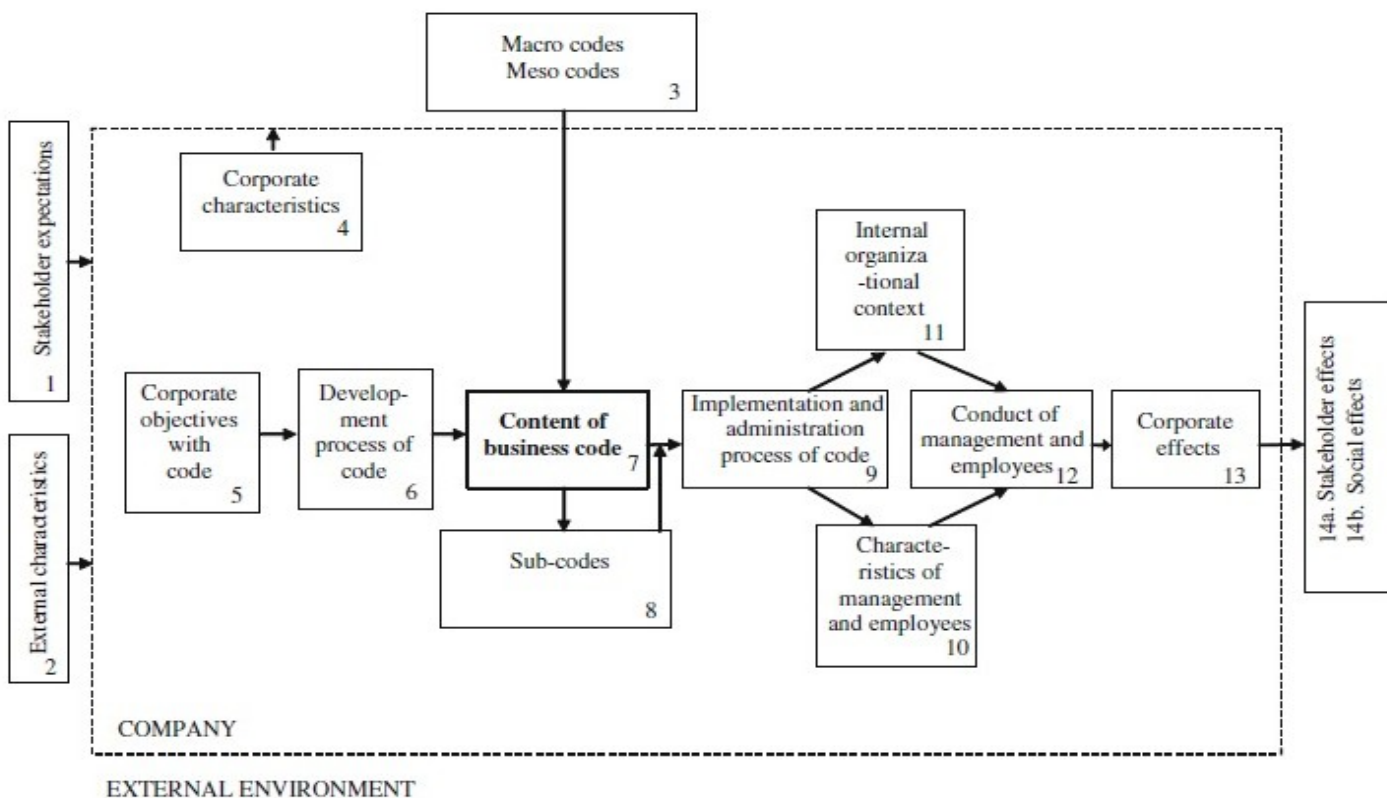 Macro codes
Meso codes
3
Stakeholder expectations
1
Corporate
characteristics
4
Internal
organiza
-tional
context
11
Corporate
objectives
with
code
5
Develop-
ment
process of
code
6
Content of
business code
7
Implementation and
administration
process of code
9
Conduct of
management and
employees
12
Corporate
effects
13
14a. Stakeholder effects
14b. Social effects
External characteristics
2
Sub-codes
8
Characte-
ristics of
management
and employees
10
COMPANY
EXTERNAL ENVIRONMENT